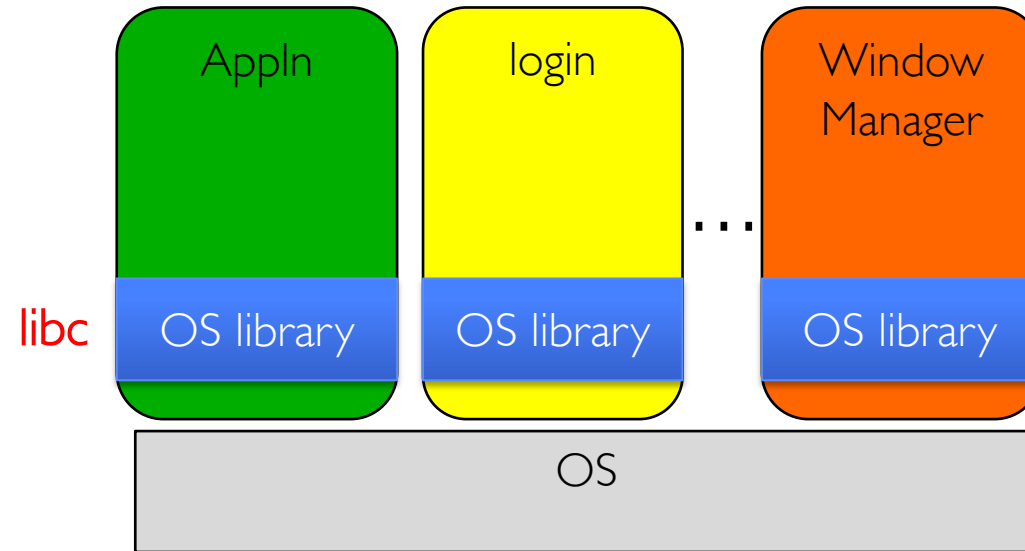 Appln
login
Window
Manager
...
libc
OS library
OS library
OS library
OS